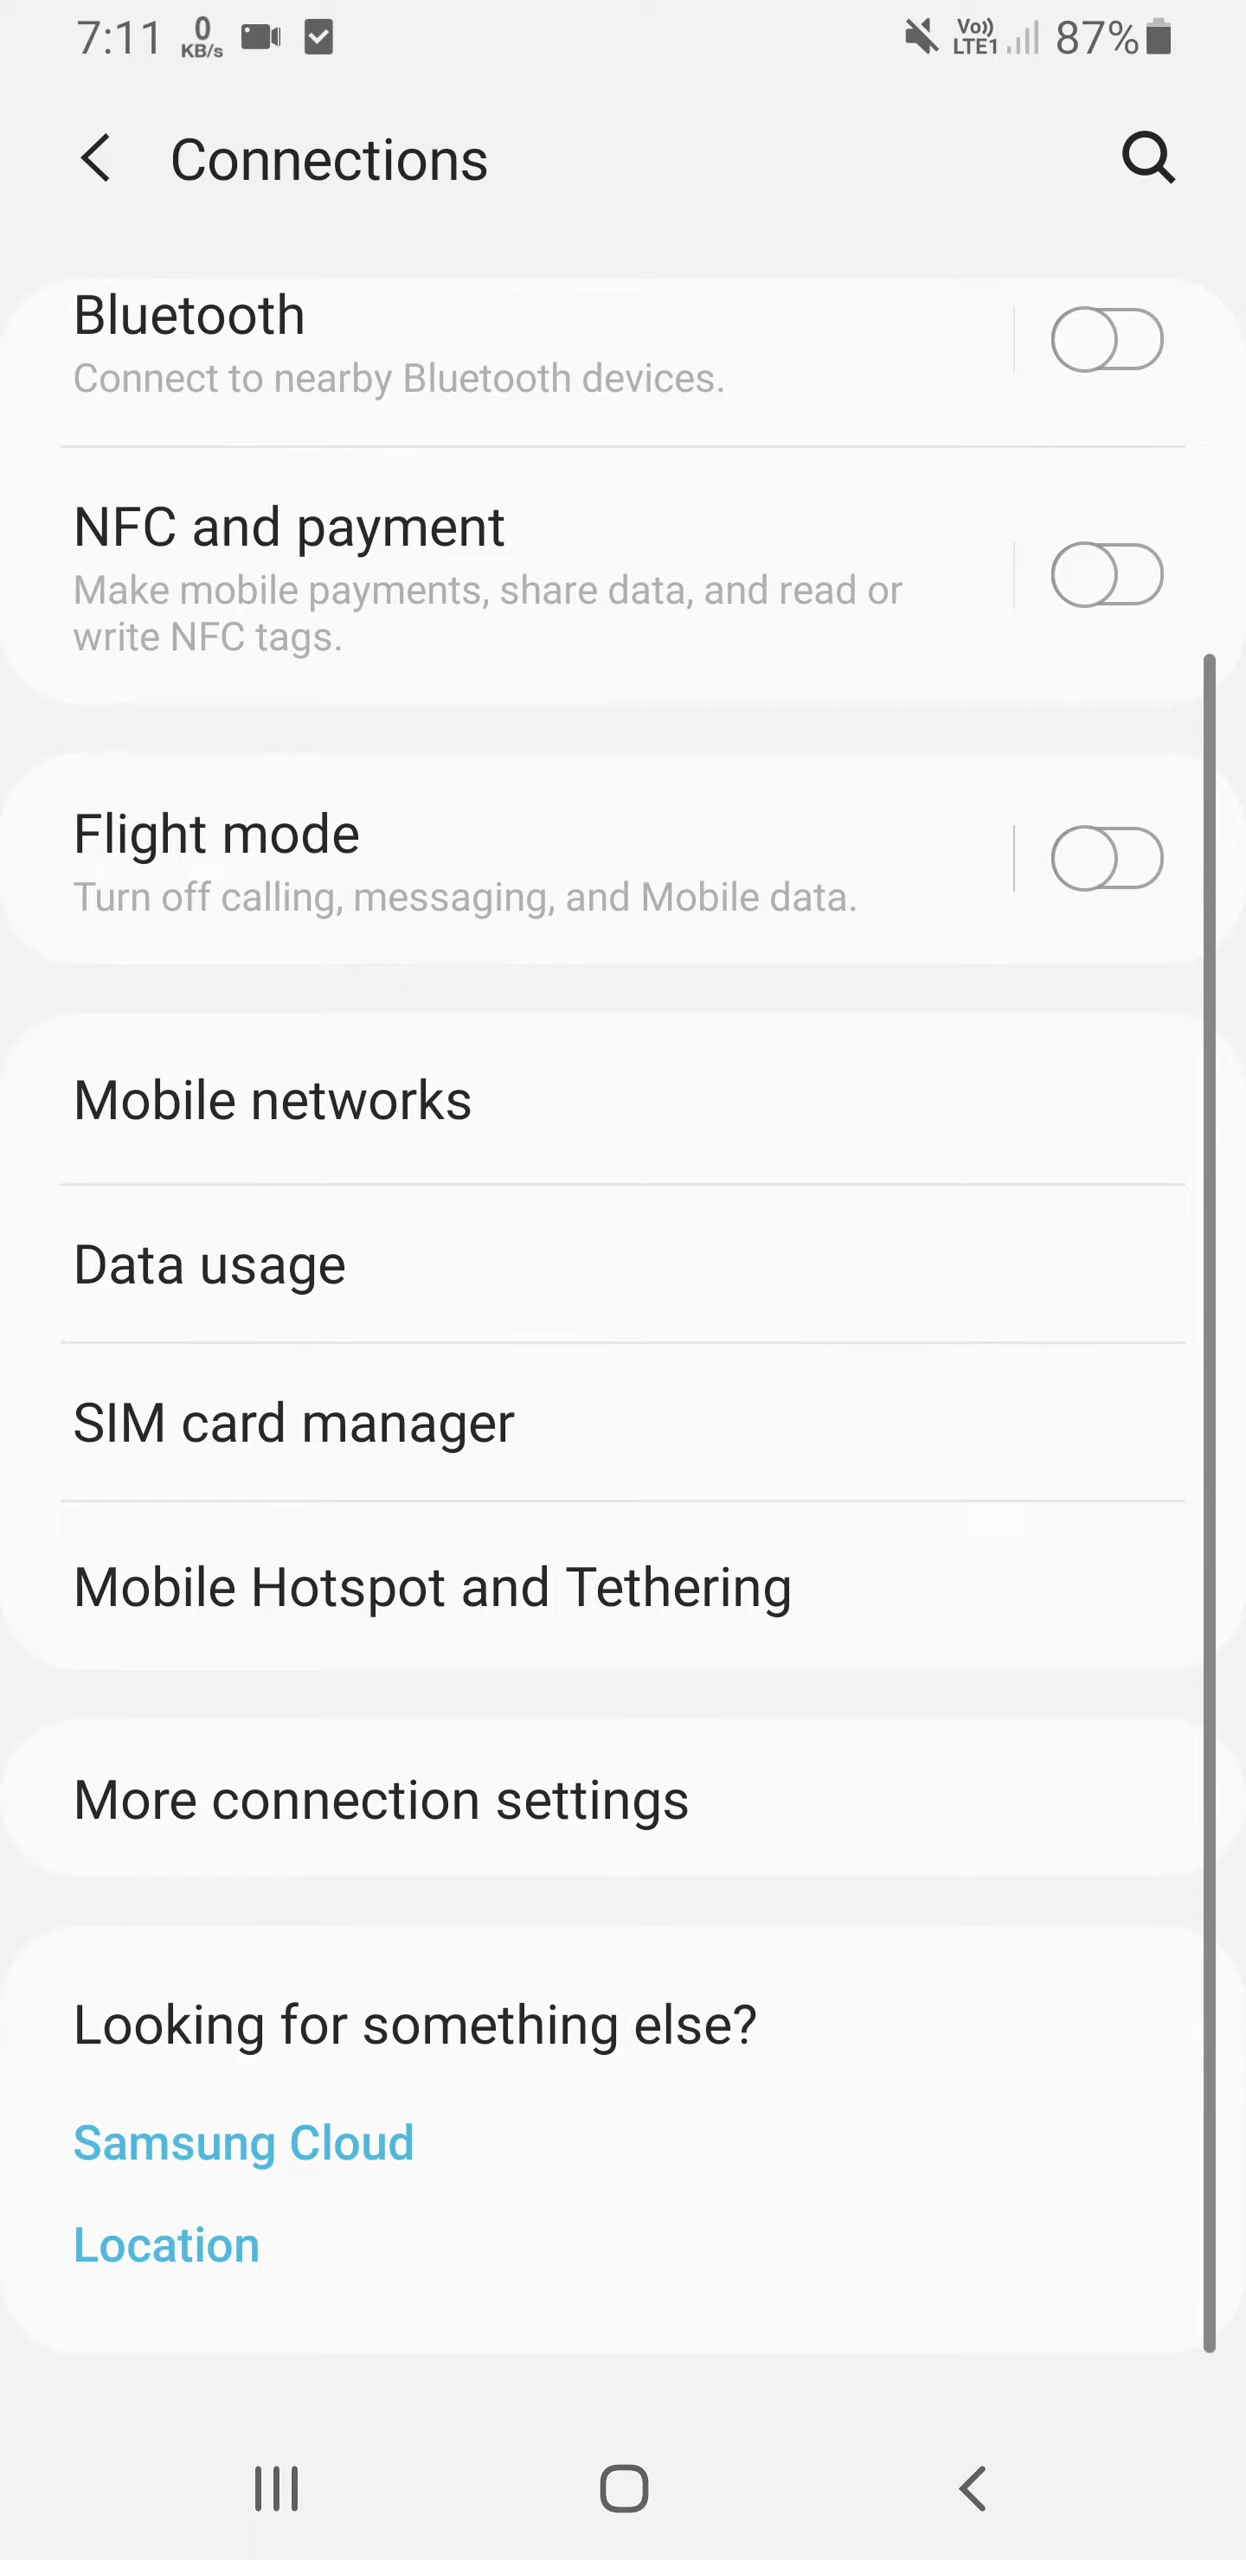 7:11 0 KB/s Vo)) LTE1 87%
Connections
Bluetooth
Connect to nearby Bluetooth devices.
NFC and payment
Make mobile payments, share data, and read or
write NFC tags.
Flight mode
Turn off calling, messaging, and Mobile data.
Mobile networks
Data usage
SIM card manager
Mobile Hotspot and Tethering
More connection settings
Looking for something else?
Samsung Cloud
Location